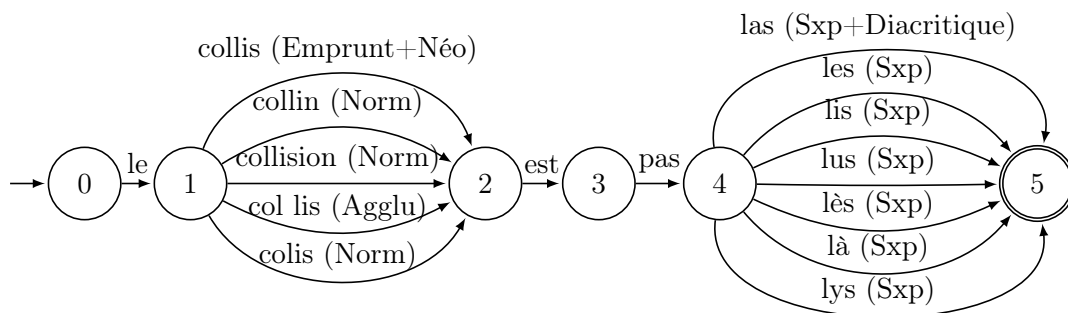 las (Sxp+Diacritique)
collis (Emprunt+Néo)
les (Sxp)
collin (Norm)
lis (Sxp)
collision (Norm)
lus (Sxp)
0 le 1 2 est 3 pas 4 5
col lis (Agglu)
lès (Sxp)
colis (Norm)
là (Sxp)
lys (Sxp)